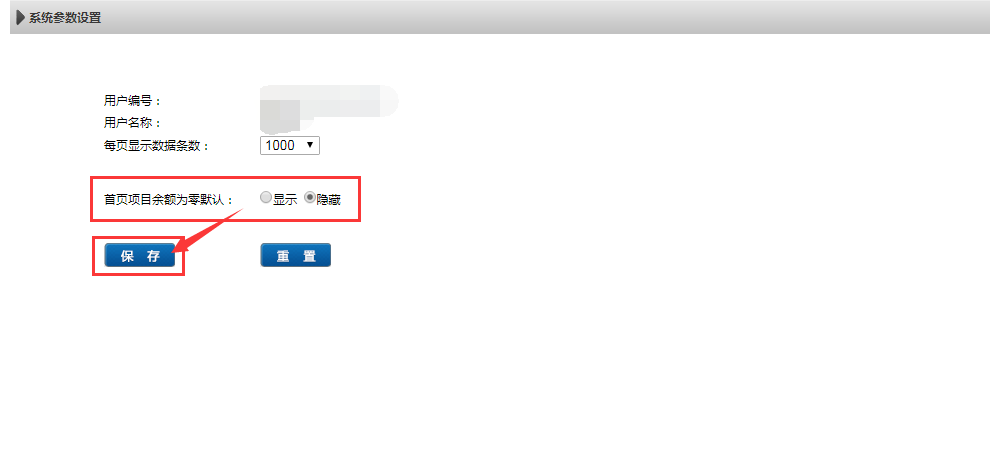 系统参数设置
用户编号：
用户名称：
每页显示数据条数： 1000
首页项目余额为零默认： 显示 隐藏
保 存 重 置